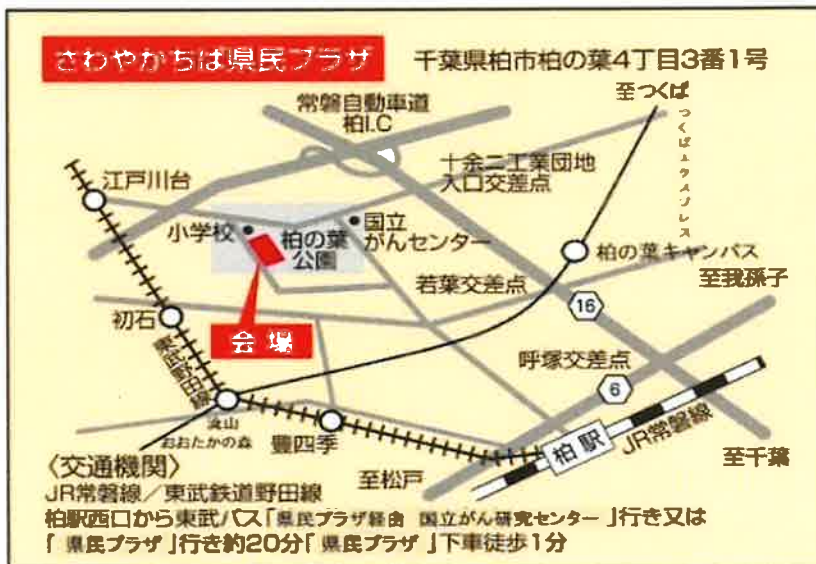 さわやかちば県民プラザ
千葉県柏市柏の葉4丁目3番1号
至つくば
つくばエクスプレス
常磐自動車道
柏I.C
十余二工業団地
入口交差点
江戸川台
小学校
柏の葉
公園
国立
がんセンター
柏の葉キャンパス
至我孫子
若葉交差点
16
初石
会場
東武野田線
呼塚交差点
6
流山
おおたかの森
豊四季
柏駅
JR常磐線
至千葉
至松戸
〈交通機関〉
JR常磐線／東武鉄道野田線
柏駅西口から東武バス「県民プラザ経由 国立がん研究センター」行き又は
「県民プラザ」行き約20分「県民プラザ」下車徒歩1分